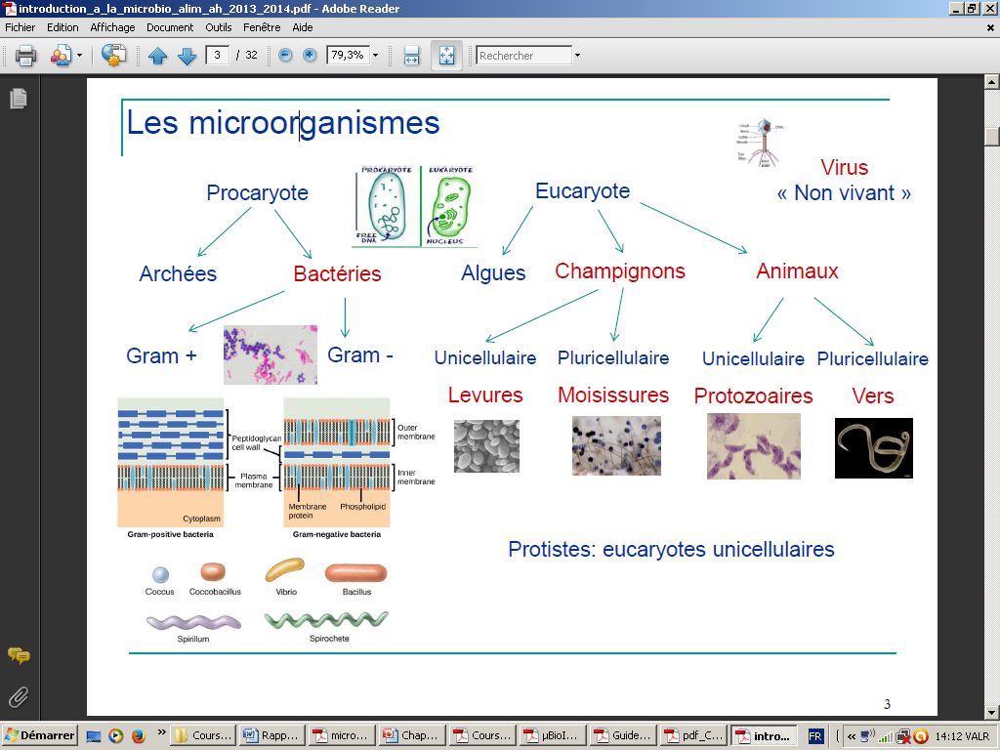 introduction_a_la_microbio_alim_ah_2013_2014.pdf - Adobe Reader
Fichier Edition Affichage Document Outils Fenêtre Aide
3 / 32 79,3% Rechercher
Les microorganismes
Virus
« Non vivant »
PROKARYOTE EUKARYOTE
FREE DNA NUCLEUS
Procaryote Eucaryote
Archées Bactéries Algues Champignons Animaux
Gram + Gram - Unicellulaire Pluricellulaire Unicellulaire Pluricellulaire
Levures Moisissures Protozoaires Vers
Peptidoglycan
cell wall
Plasma
membrane
Outer
membrane
Inner
membrane
Membrane
protein
Phospholipid
Cytoplasm
Gram-positive bacteria Gram-negative bacteria
Protistes: eucaryotes unicellulaires
Coccus Coccobacillus Vibrio Bacillus
Spirillum Spirochete
3
Démarrer » Cours... Rapp... micro... Chap... Cours... µBioI... Guide... pdf_C... intro... FR « 14:12 VALR